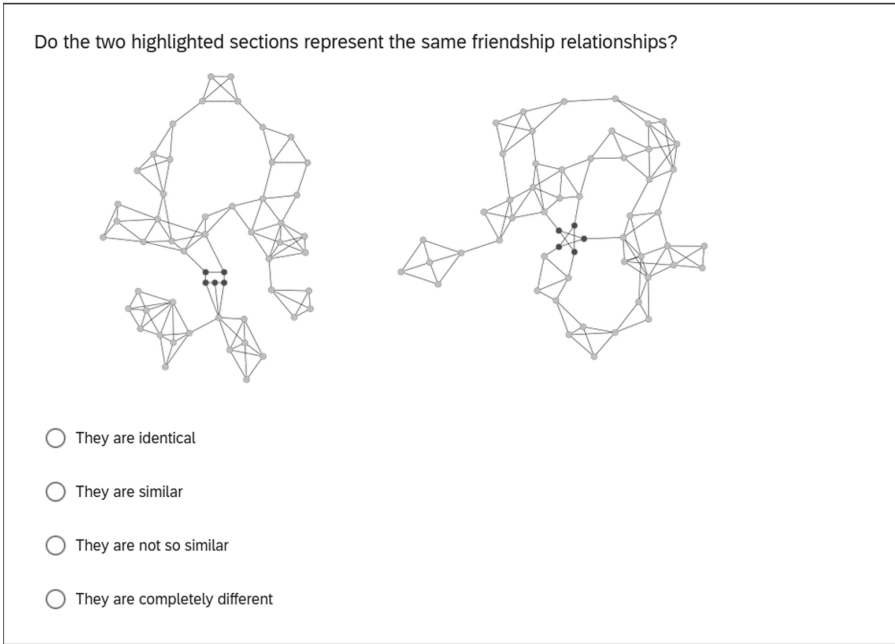 Do the two highlighted sections represent the same friendship relationships?
They are identical
They are similar
They are not so similar
They are completely different